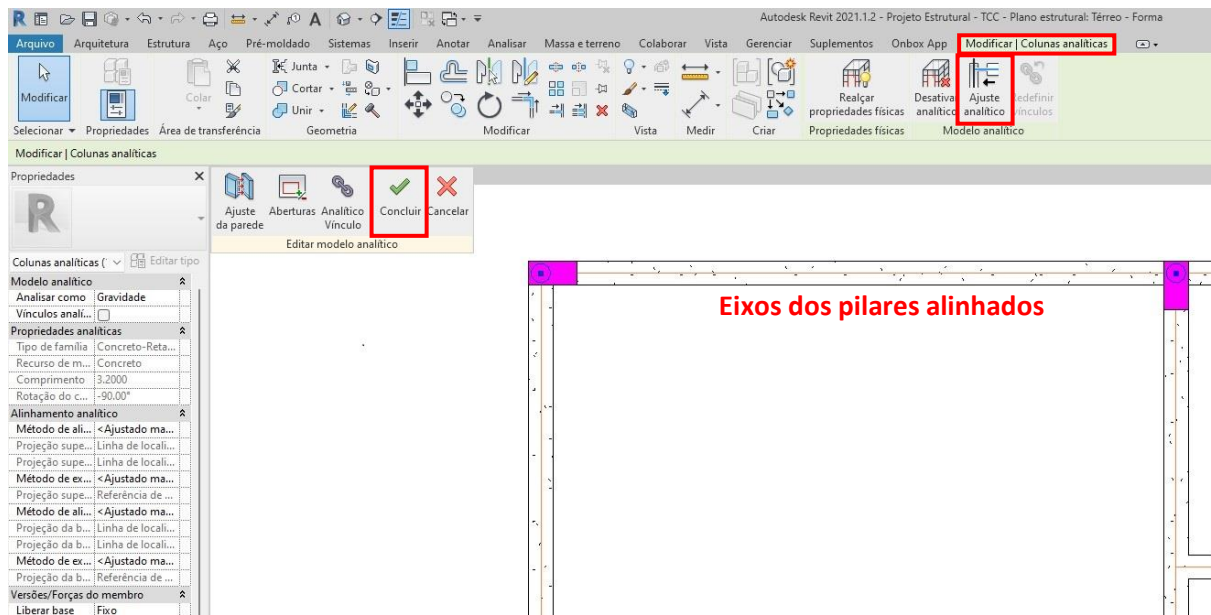 Autodesk Revit 2021.1.2 - Projeto Estrutural - TCC - Plano estrutural: Térreo - Forma
Arquivo Arquitetura Estrutura Aço Pré-moldado Sistemas Inserir Anotar Analisar Massa e terreno Colaborar Vista Gerenciar Suplementos Onbox App Modificar | Colunas analíticas
Modificar
Colar
Junta
Cortar
Unir
Realçar propriedades físicas
Desativar analítico
Ajuste analítico
Redefinir vínculos
Selecionar Propriedades Área de transferência Geometria Modificar Vista Medir Criar Propriedades físicas Modelo analítico
Modificar | Colunas analíticas
Propriedades
Ajuste da parede
Aberturas
Analítico Vínculo
Concluir
Cancelar
Editar modelo analítico
Colunas analíticas (
Editar tipo
Modelo analítico
Analisar como Gravidade
Vínculos analí...
Propriedades analíticas
Tipo de família Concreto-Reta...
Recurso de m... Concreto
Comprimento 3.2000
Rotação do c... -90.00°
Alinhamento analítico
Método de ali... <Ajustado ma...
Projeção supe... Linha de locali...
Projeção supe... Linha de locali...
Método de ex... <Ajustado ma...
Projeção supe... Referência de ...
Método de ali... <Ajustado ma...
Projeção da b... Linha de locali...
Projeção da b... Linha de locali...
Método de ex... <Ajustado ma...
Projeção da b... Referência de ...
Versões/Forças do membro
Liberar base Fixo
Eixos dos pilares alinhados